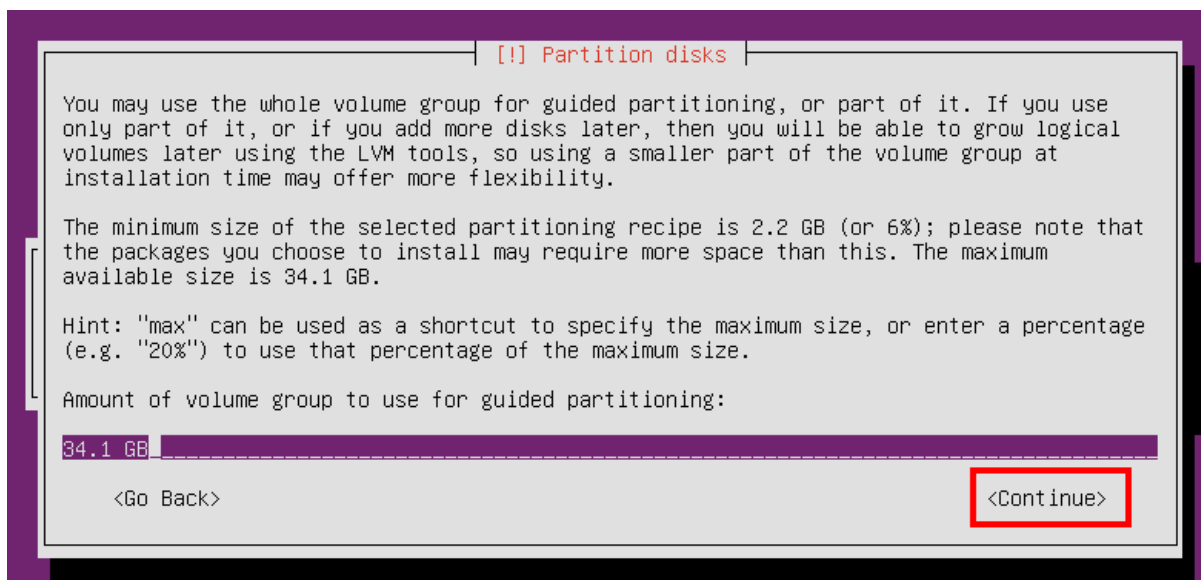 [!] Partition disks
You may use the whole volume group for guided partitioning, or part of it. If you use
only part of it, or if you add more disks later, then you will be able to grow logical
volumes later using the LVM tools, so using a smaller part of the volume group at
installation time may offer more flexibility.
The minimum size of the selected partitioning recipe is 2.2 GB (or 6%); please note that
the packages you choose to install may require more space than this. The maximum
available size is 34.1 GB.
Hint: "max" can be used as a shortcut to specify the maximum size, or enter a percentage
(e.g. "20%") to use that percentage of the maximum size.
Amount of volume group to use for guided partitioning:
34.1 GB
<Go Back> <Continue>